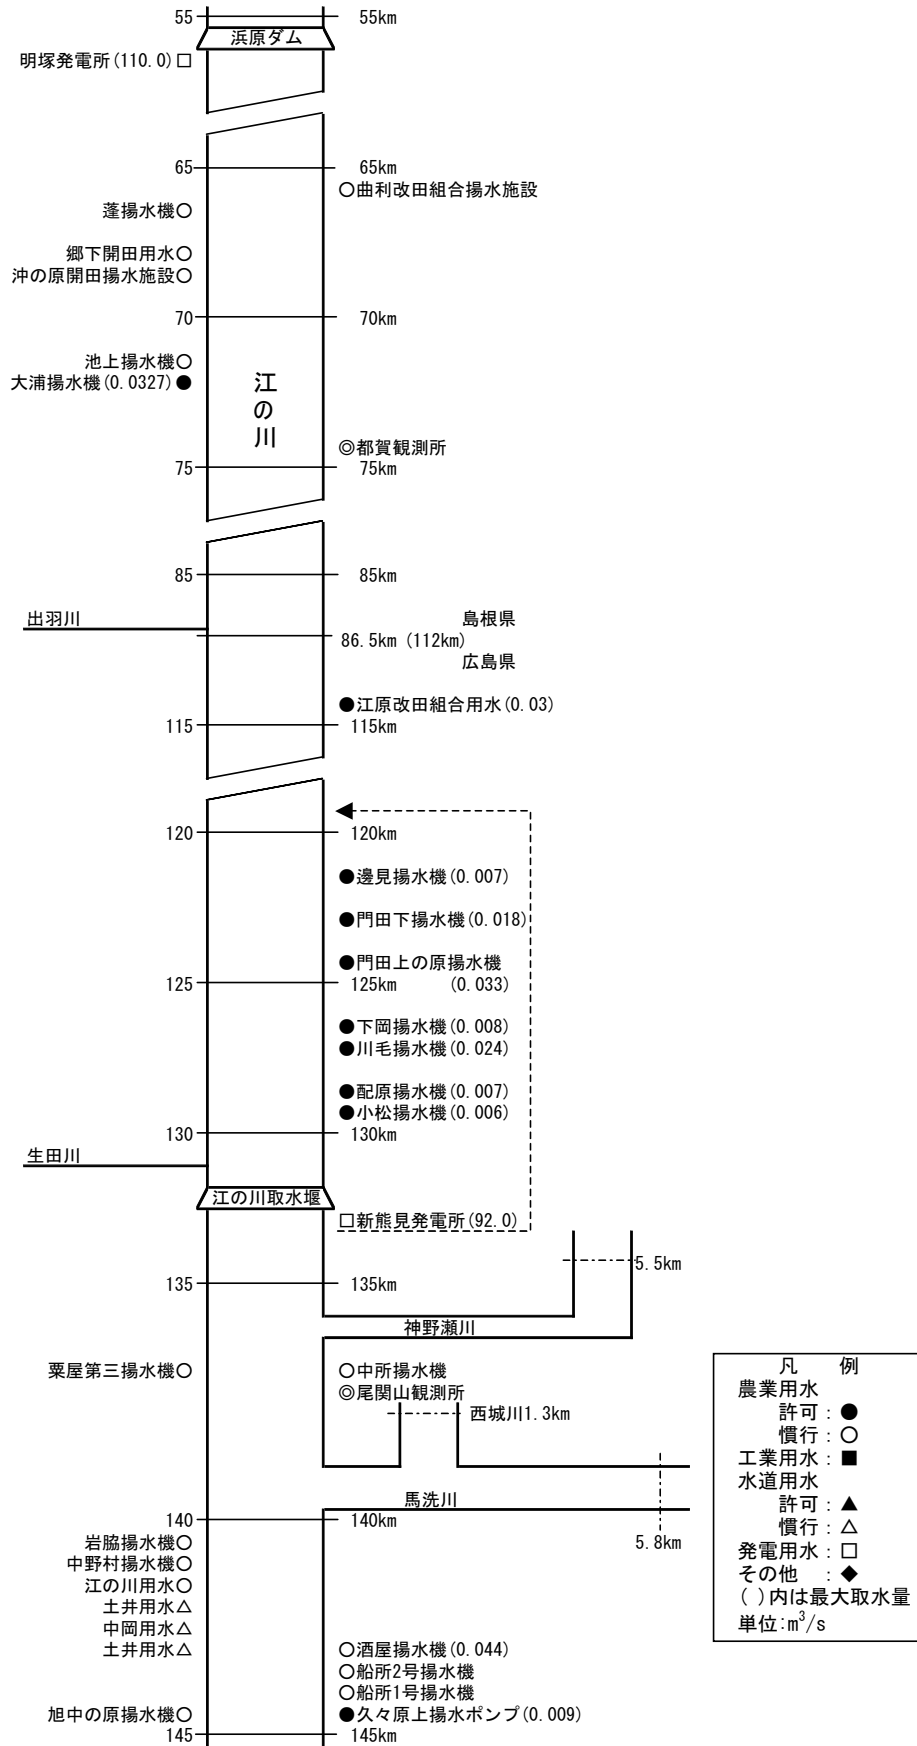 55 55km
浜原ダム
明塚発電所(110.0)□
65 65km
○曲利改田組合揚水施設
蓬揚水機○
郷下開田用水○
沖の原開田揚水施設○
70 70km
池上揚水機○
大浦揚水機(0.0327)●
江の川
◎都賀観測所
75 75km
85 85km
出羽川
島根県
86.5km (112km)
広島県
●江原改田組合用水(0.03)
115 115km
120 120km
●邊見揚水機(0.007)
●門田下揚水機(0.018)
●門田上の原揚水機
125 125km (0.033)
●下岡揚水機(0.008)
●川毛揚水機(0.024)
●配原揚水機(0.007)
●小松揚水機(0.006)
130 130km
生田川
江の川取水堰
□新熊見発電所(92.0)
5.5km
135 135km
神野瀬川
粟屋第三揚水機○ ○中所揚水機
◎尾関山観測所
西城川1.3km
馬洗川
140 140km
5.8km
岩脇揚水機○
中野村揚水機○
江の川用水○
土井用水△
中岡用水△
土井用水△ ○酒屋揚水機(0.044)
○船所2号揚水機
○船所1号揚水機
旭中の原揚水機○ ●久々原上揚水ポンプ(0.009)
145 145km
凡 例
農業用水
許可：●
慣行：○
工業用水：■
水道用水
許可：▲
慣行：△
発電用水：□
その他 ：◆
( )内は最大取水量
単位:m³/s